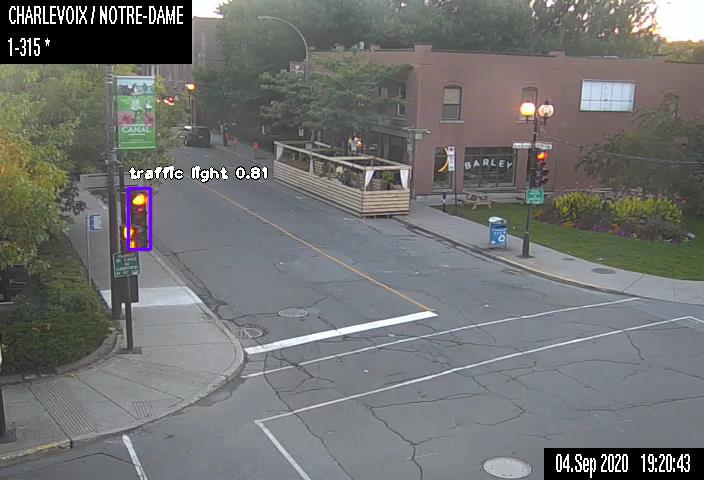 CHARLEVOIX / NOTRE-DAME
1-315 *
CANAL
traffic light 0.81
BARLEY
04.Sep 2020 19:20:43